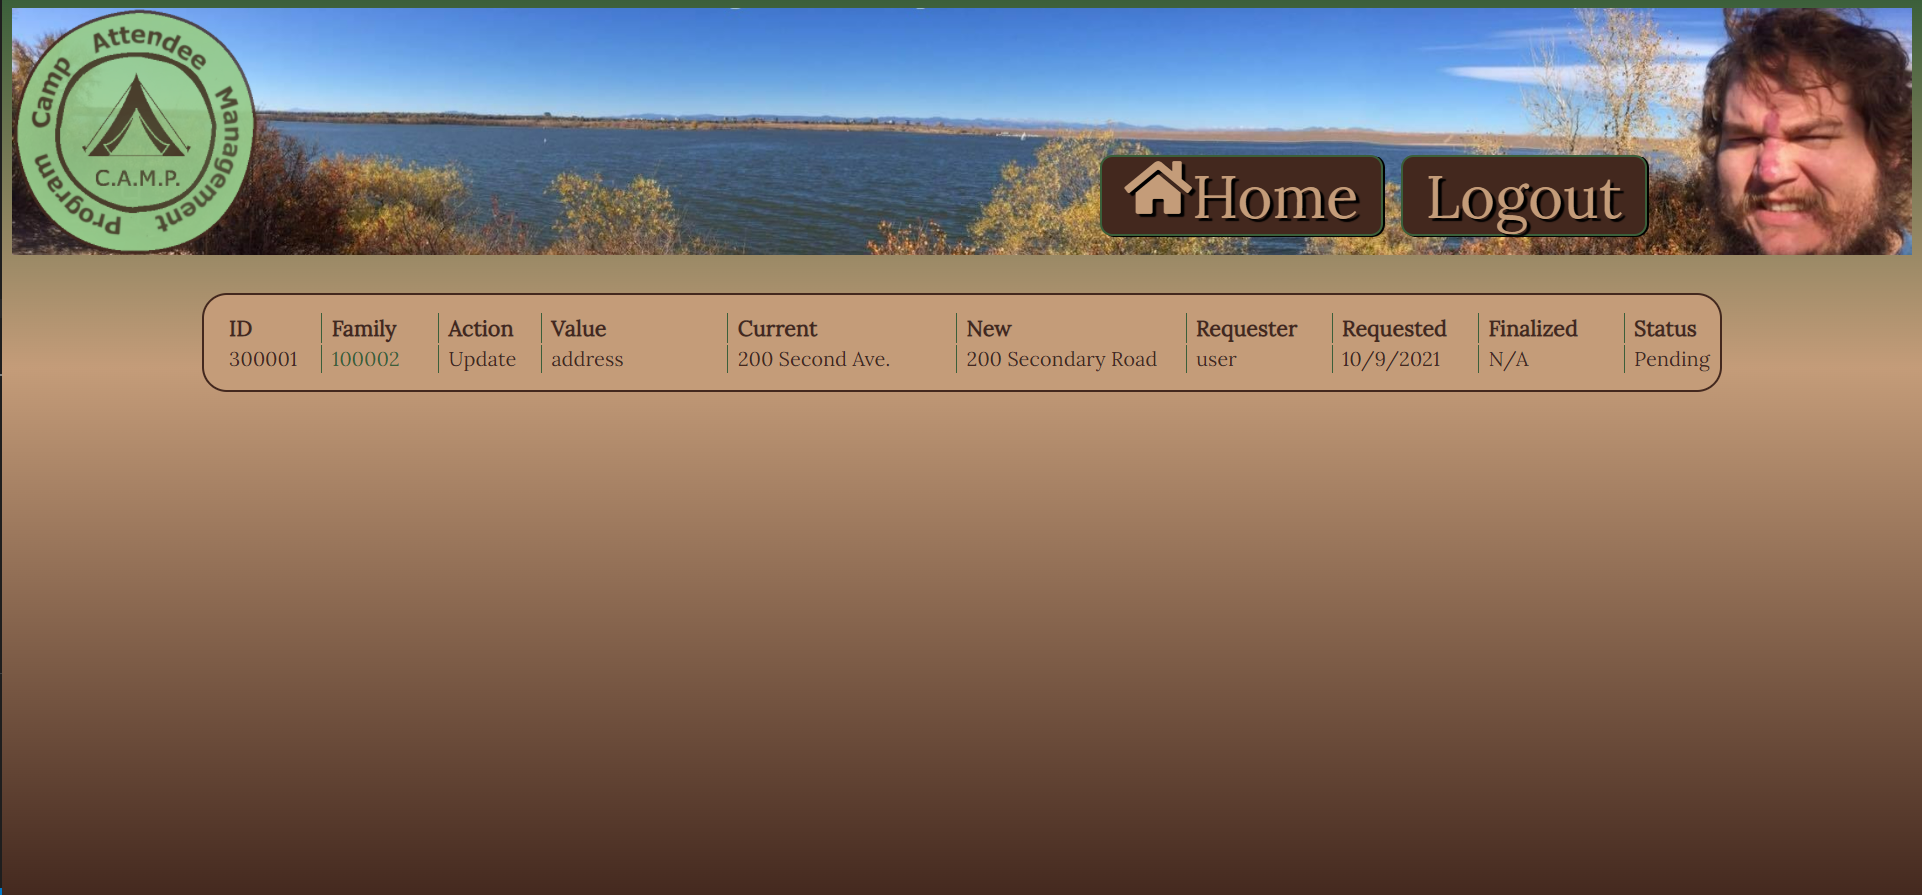 Camp Attendee Management Program
C.A.M.P.
Home Logout
ID Family Action Value Current New Requester Requested Finalized Status
300001 100002 Update address 200 Second Ave. 200 Secondary Road user 10/9/2021 N/A Pending